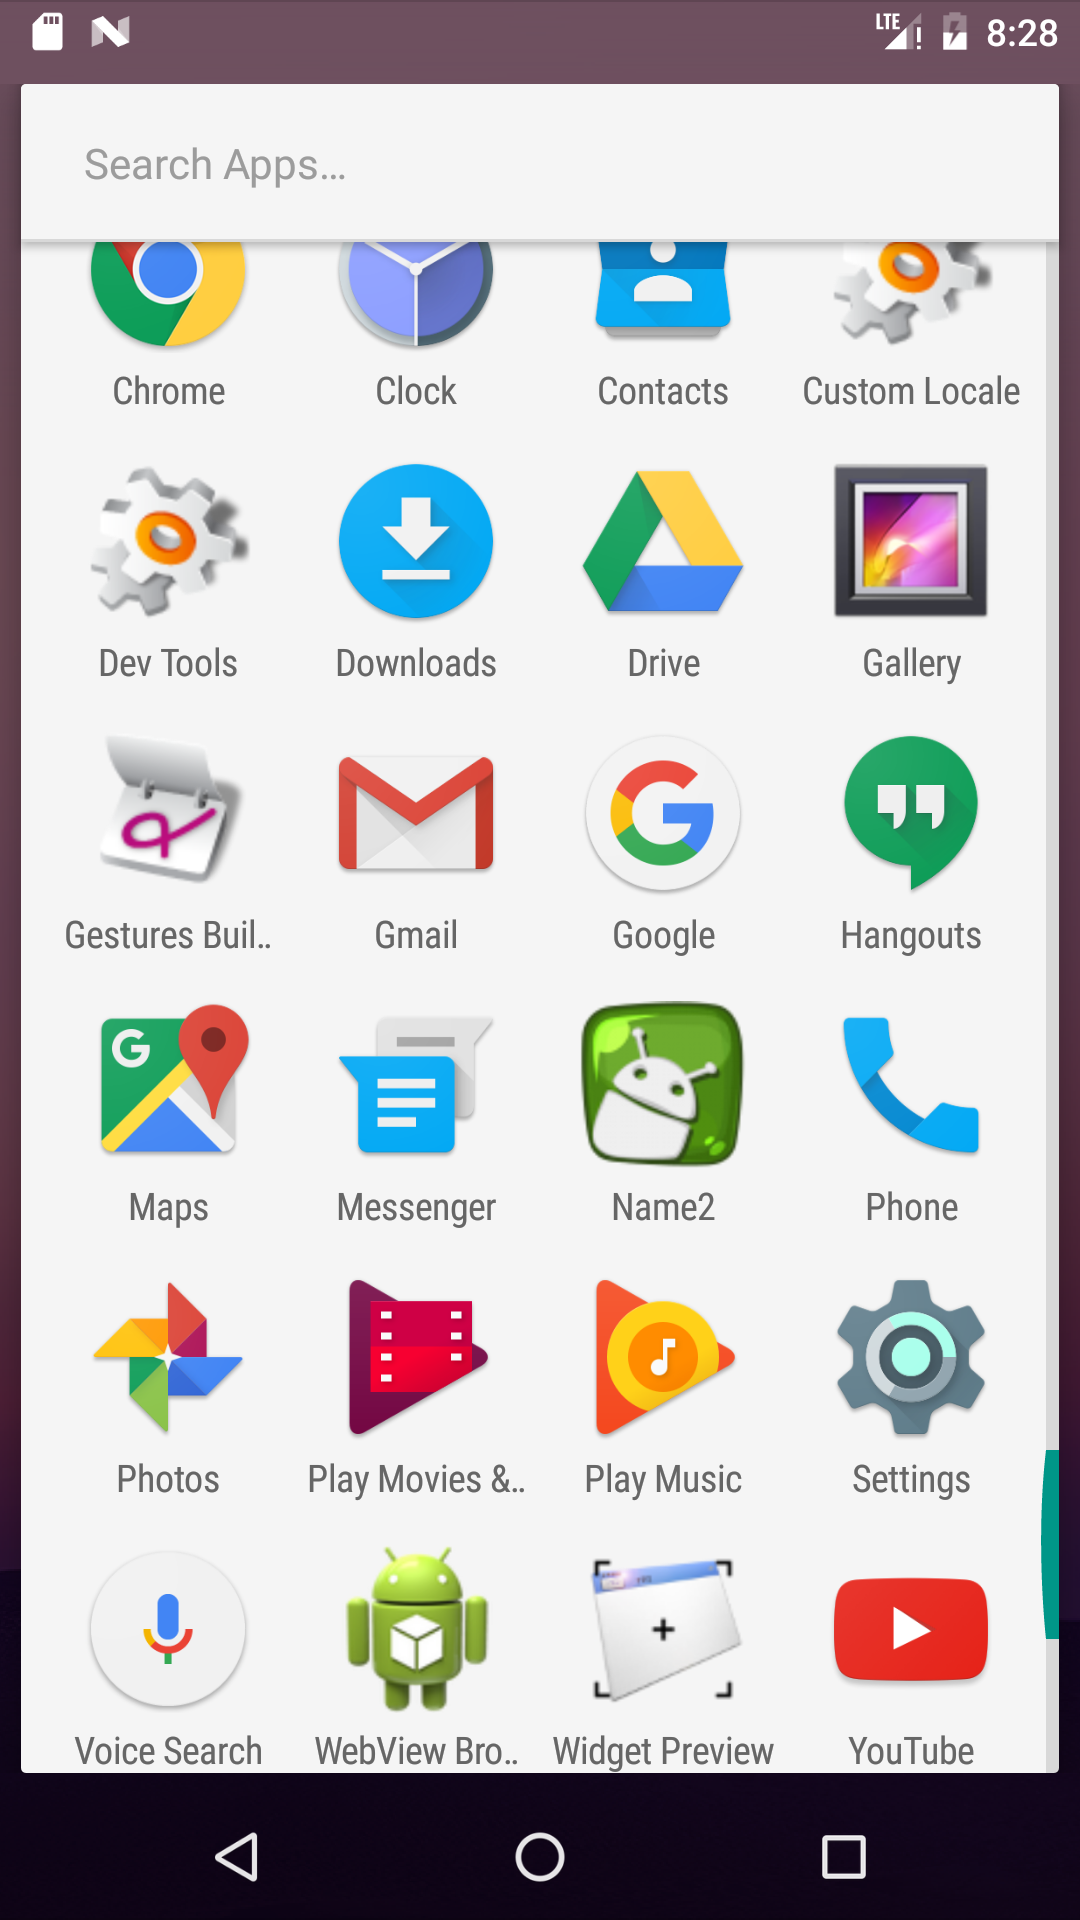 LTE 8:28
Search Apps...
Chrome Clock Contacts Custom Locale
Dev Tools Downloads Drive Gallery
Gestures Buil.. Gmail Google Hangouts
Maps Messenger Name2 Phone
Photos Play Movies &.. Play Music Settings
Voice Search WebView Bro.. Widget Preview YouTube